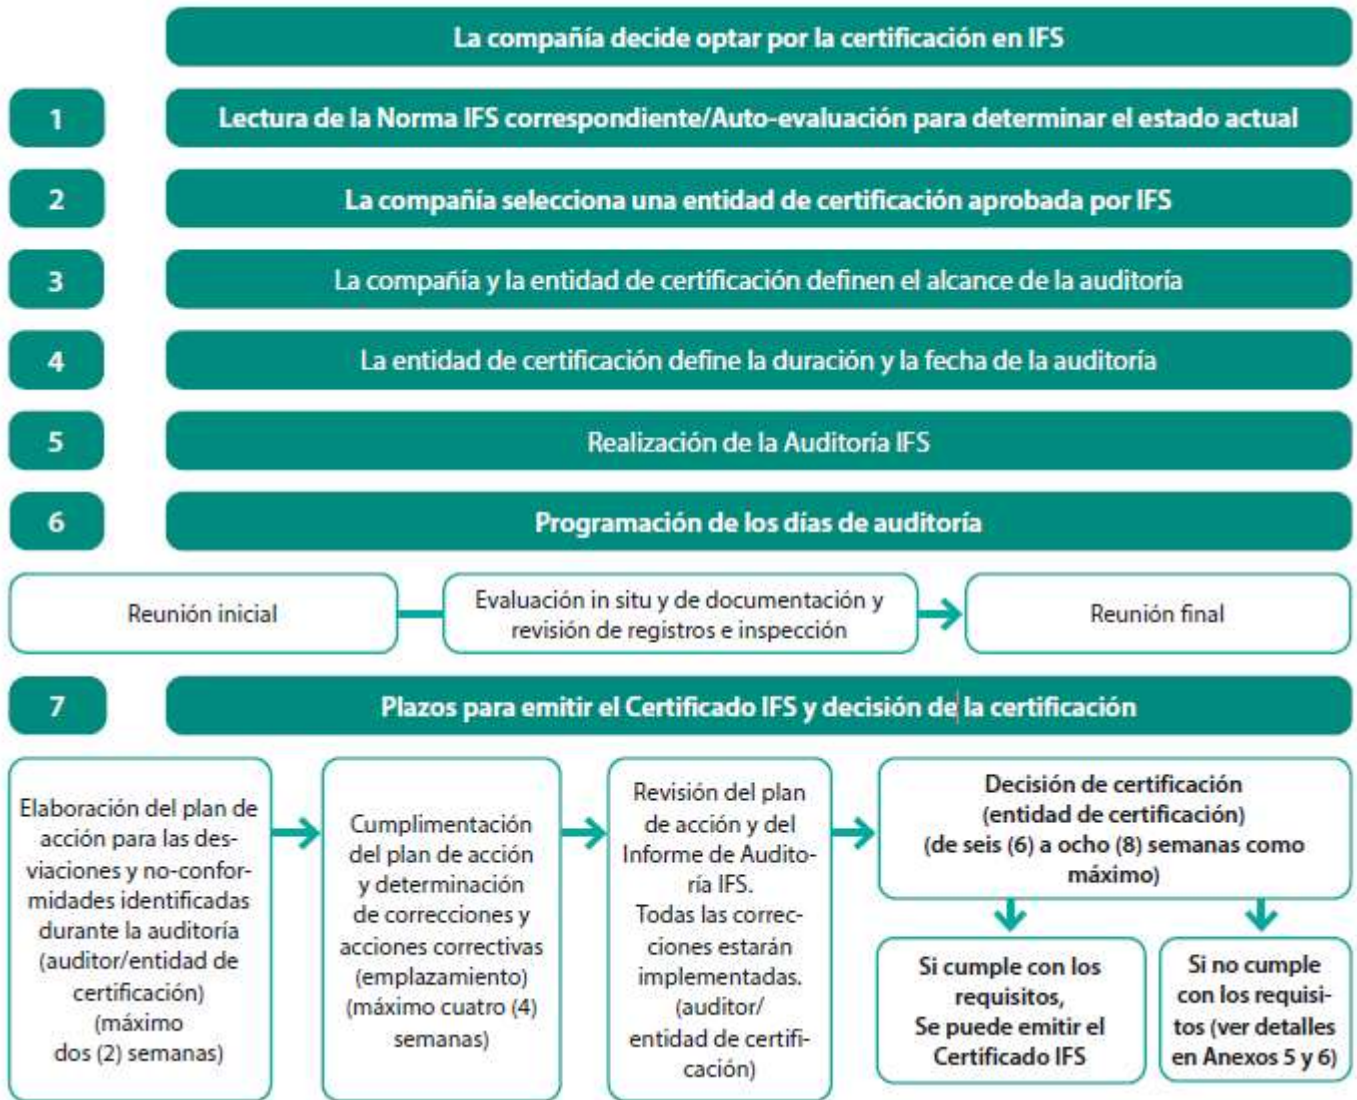 La compañía decide optar por la certificación en IFS
1
Lectura de la Norma IFS correspondiente/Auto-evaluación para determinar el estado actual
2
La compañía selecciona una entidad de certificación aprobada por IFS
3
La compañía y la entidad de certificación definen el alcance de la auditoría
4
La entidad de certificación define la duración y la fecha de la auditoría
5
Realización de la Auditoría IFS
6
Programación de los días de auditoría
Reunión inicial
Evaluación in situ y de documentación y
revisión de registros e inspección
Reunión final
7
Plazos para emitir el Certificado IFS y decisión de la certificación
Elaboración del plan de
acción para las des-
viaciones y no-confor-
midades identificadas
durante la auditoría
(auditor/entidad de
certificación)
(máximo
dos (2) semanas)
Cumplimentación
del plan de acción
y determinación
de correcciones y
acciones correctivas
(emplazamiento)
(máximo cuatro (4)
semanas)
Revisión del plan
de acción y del
Informe de Audito-
ría IFS.
Todas las correc-
ciones estarán
implementadas.
(auditor/
entidad de certifi-
cación)
Decisión de certificación
(entidad de certificación)
(de seis (6) a ocho (8) semanas como
máximo)
Si cumple con los
requisitos,
Se puede emitir el
Certificado IFS
Si no cumple
con los requisi-
tos (ver detalles
en Anexos 5 y 6)